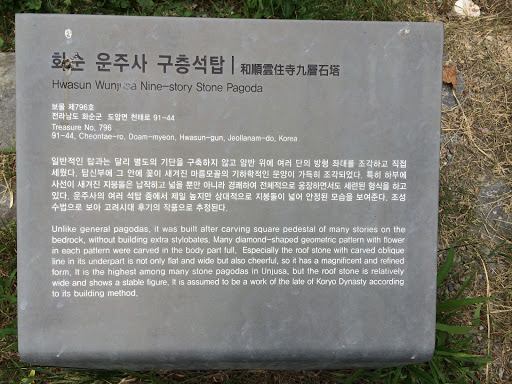 화순 운주사 구층석탑 | 和順雲住寺九層石塔
Hwasun Wunjusa Nine-story Stone Pagoda
보물 제796호
전라남도 화순군 도암면 천태로 91-44
Treasure No, 796
91-44, Cheontae-ro, Doam-myeon, Hwasun-gun, Jeollanam-do, Korea
일반적인 탑과는 달리 별도의 기단을 구축하지 않고 암반 위에 여러 단의 방형 좌대를 조각하고 직접
세웠다. 탑신부에 그 안에 꽃이 새겨진 마름모꼴의 기하학적인 문양이 가득히 조각되었다. 특히 하부에
사선이 새겨진 지붕돌은 납작하고 넓을 뿐만 아니라 경쾌하여 전체적으로 웅장하면서도 세련된 형식을 하고
있다. 운주사의 여러 석탑 중에서 제일 높지만 상대적으로 지붕돌이 넓어 안정된 모습을 보여준다. 조성
수법으로 보아 고려시대 후기의 작품으로 추정된다.
Unlike general pagodas, it was built after carving square pedestal of many stories on the
bedrock, without building extra stylobates. Many diamond-shaped geometric pattern with flower
in each pattern were carved in the body part full. Especially the roof stone with carved oblique
line in its underpart is not only flat and wide but also cheerful, so it has a magnificent and refined
form. It is the highest among many stone pagodas in Unjusa, but the roof stone is relatively
wide and shows a stable figure. It is assumed to be a work of the late of Koryo Dynasty according
to its building method.